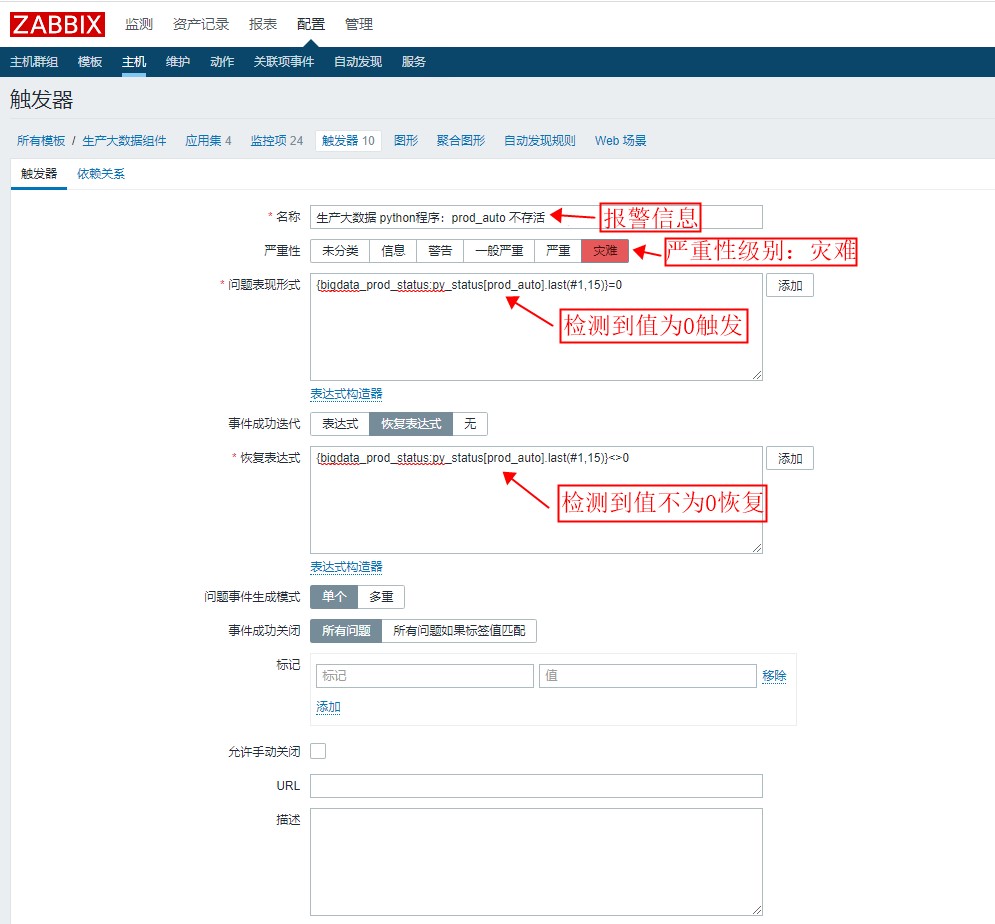 ZABBIX 监测 资产记录 报表 配置 管理
主机群组 模板 主机 维护 动作 关联项事件 自动发现 服务
触发器
所有模板 / 生产大数据组件 应用集 4 监控项 24 触发器 10 图形 聚合图形 自动发现规则 Web 场景
触发器 依赖关系
* 名称 生产大数据 python程序：prod_auto 不存活 报警信息
严重性 未分类 信息 警告 一般严重 严重 灾难 严重性级别：灾难
* 问题表现形式 {bigdata_prod_status:py_status[prod_auto].last(#1,15)}=0 添加
检测到值为0触发
表达式构造器
事件成功迭代 表达式 恢复表达式 无
* 恢复表达式 {bigdata_prod_status:py_status[prod_auto].last(#1,15)}<>0 添加
检测到值不为0恢复
表达式构造器
问题事件生成模式 单个 多重
事件成功关闭 所有问题 所有问题如果标签值匹配
标记 标记 值 移除
添加
允许手动关闭
URL
描述